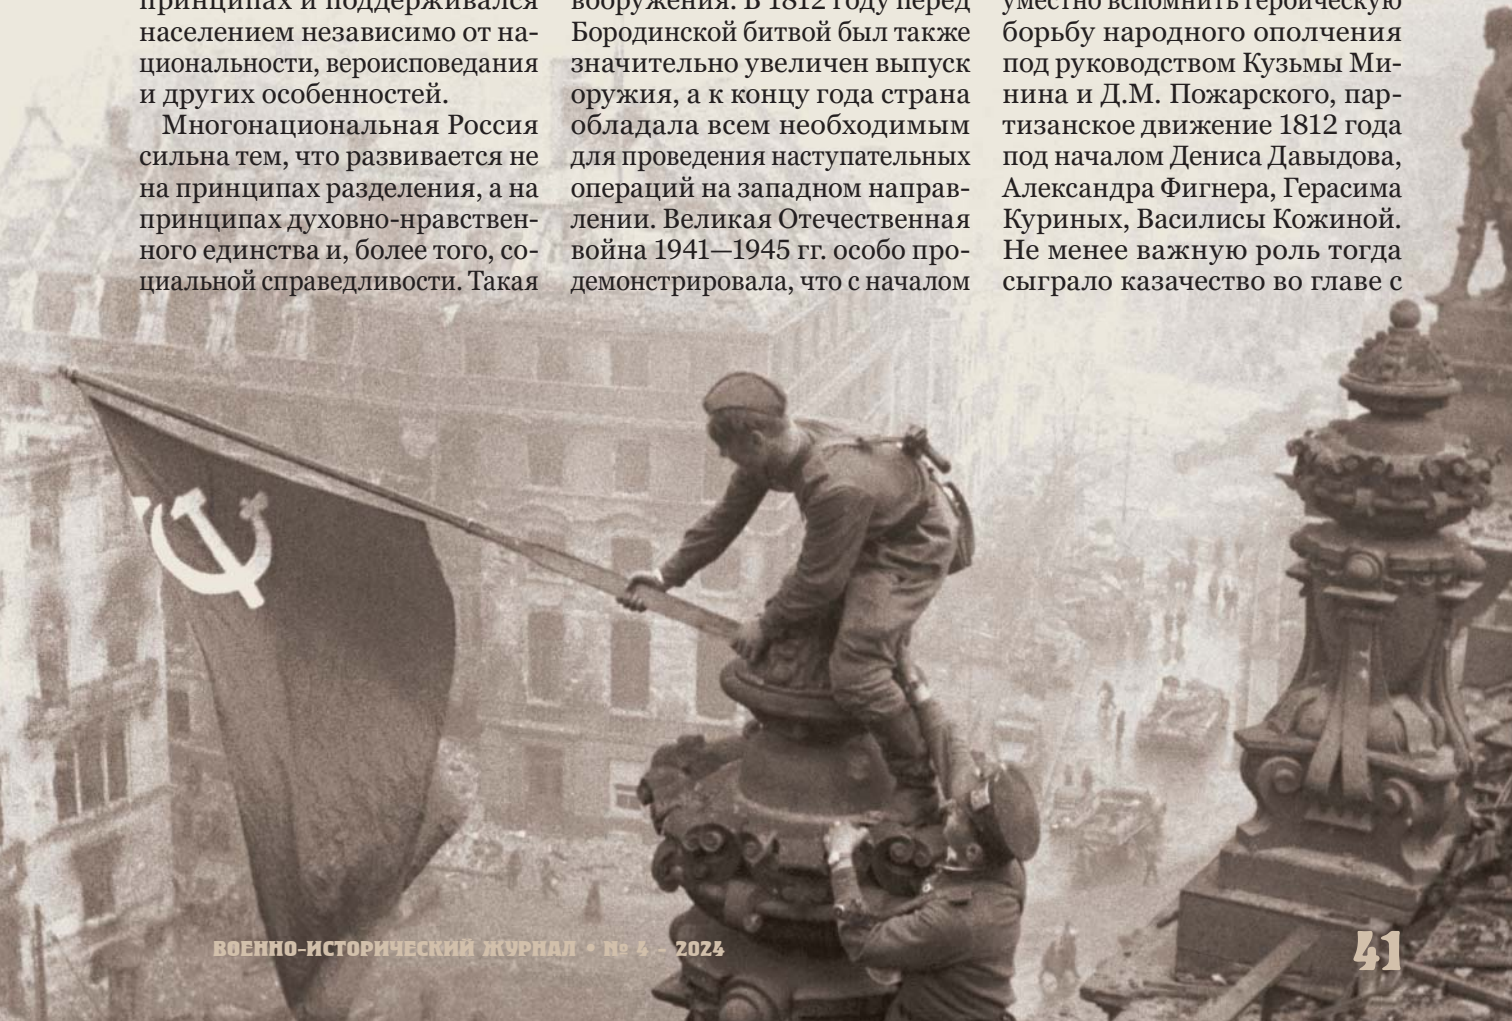 принципах и поддерживался
населением независимо от на-
циональности, вероисповедания
и других особенностей.
Многонациональная Россия
сильна тем, что развивается не
на принципах разделения, а на
принципах духовно-нравствен-
ного единства и, более того, со-
циальной справедливости. Такая
вооружения. В 1812 году перед
Бородинской битвой был также
значительно увеличен выпуск
оружия, а к концу года страна
обладала всем необходимым
для проведения наступательных
операций на западном направ-
лении. Великая Отечественная
война 1941—1945 гг. особо про-
демонстрировала, что с началом
уместно вспомнить героическую
борьбу народного ополчения
под руководством Кузьмы Ми-
нина и Д.М. Пожарского, пар-
тизанское движение 1812 года
под началом Дениса Давыдова,
Александра Фигнера, Герасима
Куриных, Василисы Кожиной.
Не менее важную роль тогда
сыграло казачество во главе с
ВОЕННО-ИСТОРИЧЕСКИЙ ЖУРНАЛ • № 4 - 2024
41